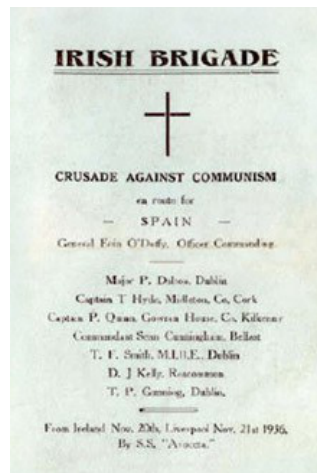 IRISH BRIGADE
CRUSADE AGAINST COMMUNISM
en route for
— SPAIN —
General Eoin O'Duffy, Officer Commanding.
Major P. Dalton, Dublin
Captain T Hyde, Midleton, Co. Cork
Captain P. Quinn, Gowran House, Co. Kilkenny
Commandant Sean Cunningham, Belfast
T. F. Smith, M.I.I.E., Dublin
D. J Kelly, Roscommon
T. P. Gunning, Dublin.
From Ireland Nov. 20th, Liverpool Nov. 21st 1936,
By S.S. "Avoceta."